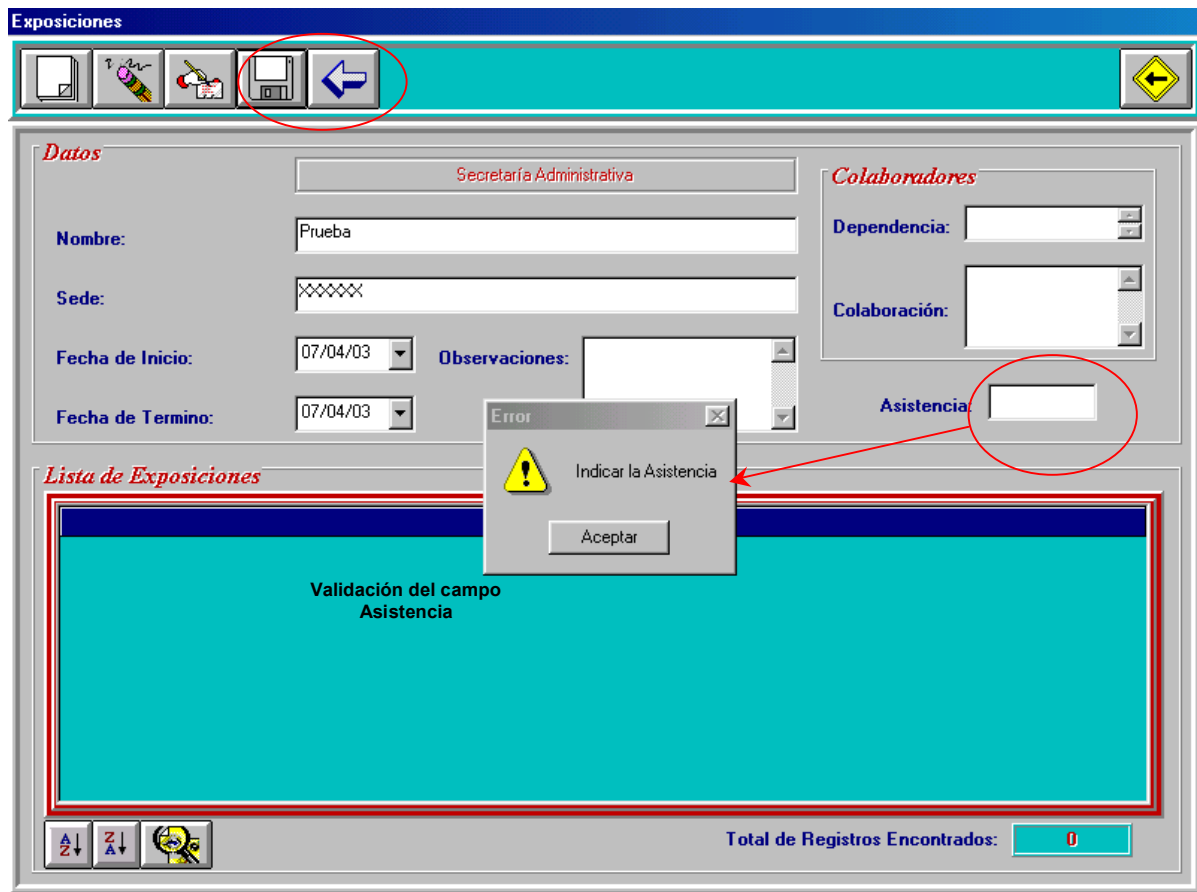 Exposiciones
Datos
Secretaría Administrativa
Colaboradores
Nombre:
Prueba
Dependencia:
Sede:
XXXXXX
Colaboración:
Fecha de Inicio:
07/04/03
Observaciones:
Fecha de Termino:
07/04/03
Asistencia:
Error
Indicar la Asistencia
Aceptar
Lista de Exposiciones
Validación del campo
Asistencia
A
Z
Z
A
Total de Registros Encontrados:
0